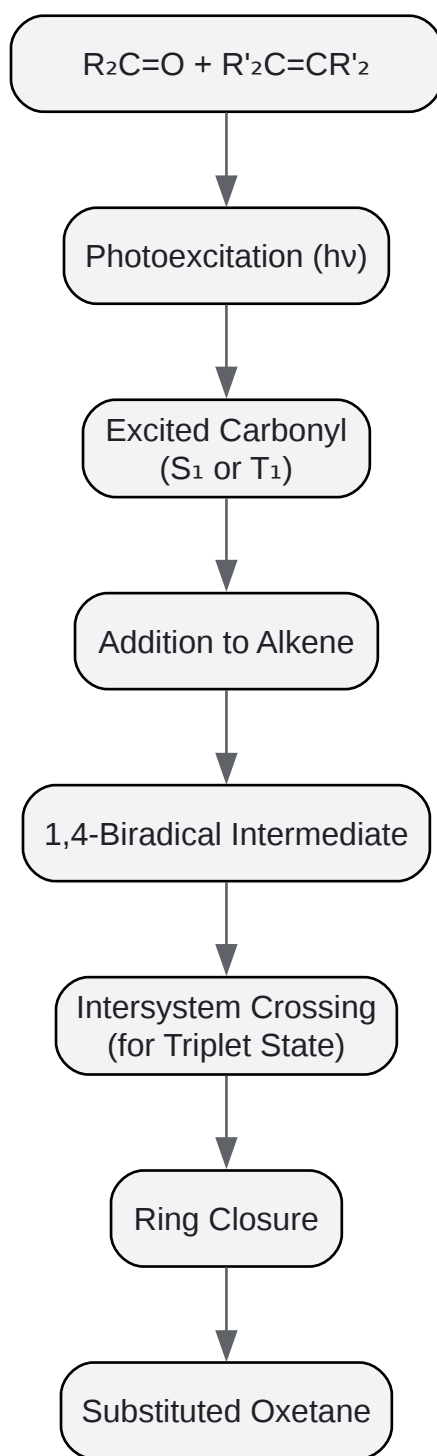 R₂C=O + R'₂C=CR'₂
Photoexcitation (hν)
Excited Carbonyl
(S₁ or T₁)
Addition to Alkene
1,4-Biradical Intermediate
Intersystem Crossing
(for Triplet State)
Ring Closure
Substituted Oxetane